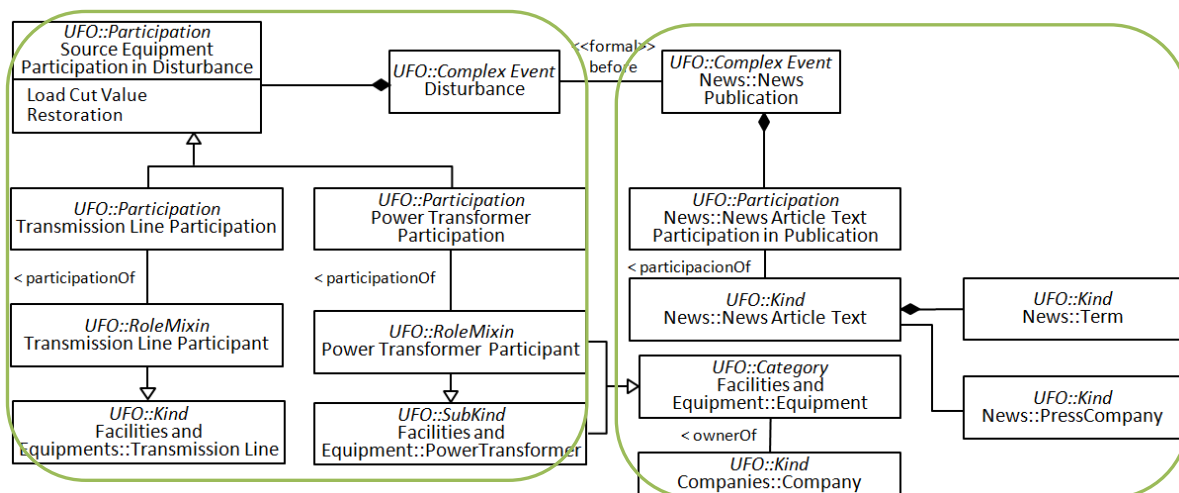 UFO::Participation
Source Equipment
Participation in Disturbance
Load Cut Value
Restoration
UFO::Complex Event
Disturbance
<<formal>>
before
UFO::Complex Event
News::News
Publication
UFO::Participation
Transmission Line Participation
UFO::Participation
Power Transformer
Participation
UFO::Participation
News::News Article Text
Participation in Publication
< participationOf
< participationOf
< participacionOf
UFO::RoleMixin
Transmission Line Participant
UFO::RoleMixin
Power Transformer Participant
UFO::Kind
News::News Article Text
UFO::Kind
News::Term
UFO::Kind
Facilities and
Equipments::Transmission Line
UFO::SubKind
Facilities and
Equipment::PowerTransformer
UFO::Category
Facilities and
Equipment::Equipment
UFO::Kind
News::PressCompany
< ownerOf
UFO::Kind
Companies::Company